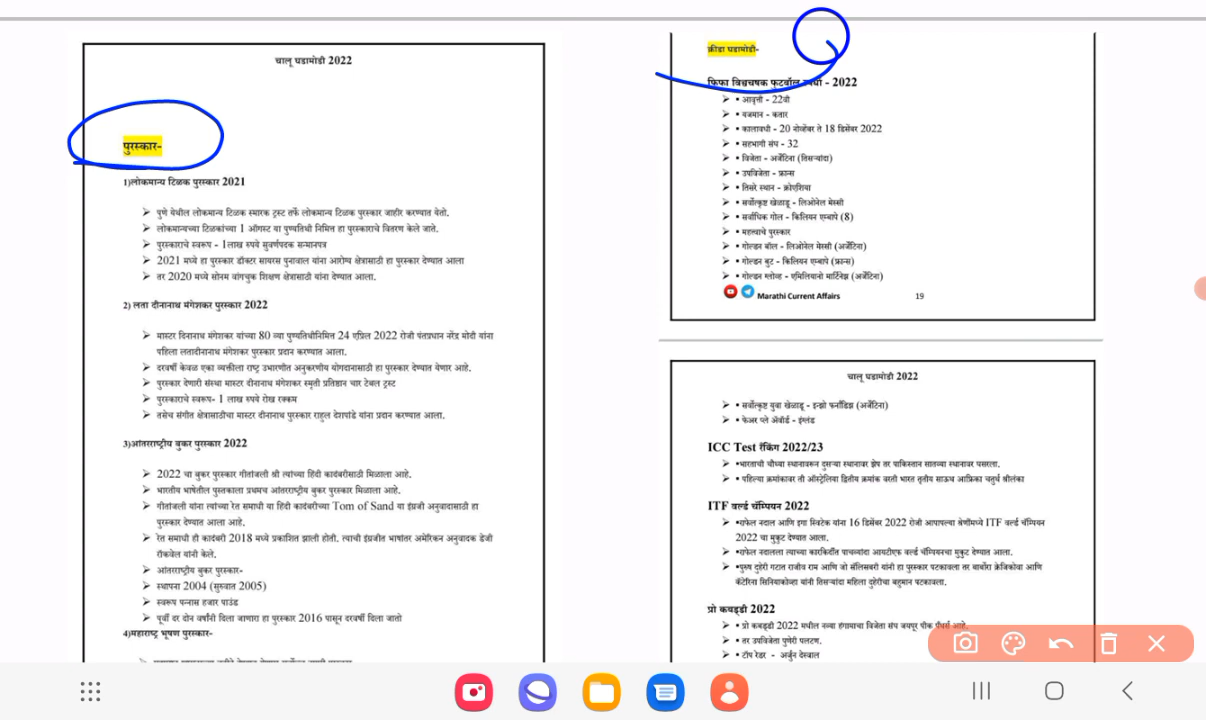 चालू घडामोडी 2022
पुरस्कार-
1)लोकमान्य टिळक पुरस्कार 2021
➢ पुणे येथील लोकमान्य टिळक स्मारक ट्रस्ट तर्फे लोकमान्य टिळक पुरस्कार जाहीर करण्यात येतो.
➢ लोकमान्यच्या टिळकांच्या 1 ऑगस्ट या पुण्यतिथी निमित्त हा पुरस्काराचे वितरण केले जाते.
➢ पुरस्काराचे स्वरूप - 1लाख रुपये सुवर्णपदक सन्मानपत्र
➢ 2021 मध्ये हा पुरस्कार डॉक्टर सायरस पुनावाल यांना आरोग्य क्षेत्रासाठी हा पुरस्कार देण्यात आला
➢ तर 2020 मध्ये सोनम वांगचुक शिक्षण क्षेत्रासाठी यांना देण्यात आला.
2) लता दीनानाथ मंगेशकर पुरस्कार 2022
➢ मास्टर दिनानाथ मंगेशकर यांच्या 80 व्या पुण्यतिथीनिमित्त 24 एप्रिल 2022 रोजी पंतप्रधान नरेंद्र मोदी यांना
पहिला लतादीनानाथ मंगेशकर पुरस्कार प्रदान करण्यात आला.
➢ दरवर्षी केवळ एका व्यक्तीला राष्ट्र उभारणीत अनुकरणीय योगदानासाठी हा पुरस्कार देण्यात येणार आहे.
➢ पुरस्कार देणारी संस्था मास्टर दीनानाथ मंगेशकर स्मृती प्रतिष्ठान चार टेबल ट्रस्ट
➢ पुरस्काराचे स्वरूप- 1 लाख रुपये रोख रक्कम
➢ तसेच संगीत क्षेत्रासाठीचा मास्टर दीनानाथ पुरस्कार राहुल देशपांडे यांना प्रदान करण्यात आला.
3)आंतरराष्ट्रीय बुकर पुरस्कार 2022
➢ 2022 चा बुकर पुरस्कार गीतांजली श्री त्यांच्या हिंदी कादंबरीसाठी मिळाला आहे.
➢ भारतीय भाषेतील पुस्तकाला प्रथमच आंतरराष्ट्रीय बुकर पुरस्कार मिळाला आहे.
➢ गीतांजली यांना त्यांच्या रेत समाधी या हिंदी कादंबरीच्या Tom of Sand या इंग्रजी अनुवादासाठी हा
पुरस्कार देण्यात आला आहे.
➢ रेत समाधी ही कादंबरी 2018 मध्ये प्रकाशित झाली होती. त्याची इंग्रजीत भाषांतर अमेरिकन अनुवादक डेजी
रॉकवेल यांनी केले.
➢ आंतरराष्ट्रीय बुकर पुरस्कार-
➢ स्थापना 2004 (सुरुवात 2005)
➢ स्वरूप पन्नास हजार पाउंड
➢ पूर्वी दर दोन वर्षांनी दिला जाणारा हा पुरस्कार 2016 पासून दरवर्षी दिला जातो
4)महाराष्ट्र भूषण पुरस्कार-
क्रीडा घडामोडी-
फिफा विश्वचषक फुटबॉल - 2022
➢ • आवृत्ती - 22वी
➢ • यजमान - कतार
➢ • कालावधी - 20 नोव्हेंबर ते 18 डिसेंबर 2022
➢ • सहभागी संघ - 32
➢ • विजेता - अर्जेंटिना (तिसऱ्यांदा)
➢ • उपविजेता - फ्रान्स
➢ • तिसरे स्थान - क्रोएशिया
➢ • सर्वोत्कृष्ट खेळाडू - लिओनेल मेस्सी
➢ • सर्वाधिक गोल - किलियन एम्बापे (8)
➢ • महत्वाचे पुरस्कार
➢ • गोल्डन बॉल - लिओनेल मेस्सी (अर्जेंटिना)
➢ • गोल्डन बुट - किलियन एम्बापे (फ्रान्स)
➢ • गोल्डन ग्लोव्ह - एमिलियानो मार्टिनेझ (अर्जेंटिना)
Marathi Current Affairs 19
चालू घडामोडी 2022
➢ • सर्वोत्कृष्ट युवा खेळाडू - इन्झो फर्नांडिझ (अर्जेंटिना)
➢ • फेअर प्ले अ‍ॅवॉर्ड - इंग्लंड
ICC Test रँकिंग 2022/23
➢ •भारताची चौथ्या स्थानावरून दुसऱ्या स्थानावर झेप तर पाकिस्तान सातव्या स्थानावर घसरला.
➢ • पहिल्या क्रमांकावर ती ऑस्ट्रेलिया द्वितीय क्रमांक वरती भारत तृतीय साऊथ आफ्रिका चतुर्थ श्रीलंका
ITF वर्ल्ड चॅम्पियन 2022
➢ •राफेल नदाल आणि इगा स्विटेक यांना 16 डिसेंबर 2022 रोजी आपापल्या श्रेणींमध्ये ITF वर्ल्ड चॅम्पियन
2022 चा मुकुट देण्यात आला.
➢ •राफेल नदालला त्याच्या कारकिर्दीत पाचव्यांदा आयटीएफ वर्ल्ड चॅम्पियनचा मुकुट देण्यात आला.
➢ •पुरुष दुहेरी गटात राजीव राम आणि जो सॅलिसबरी यांनी हा पुरस्कार पटकावला तर बार्बोरा क्रेजिकोवा आणि
कॅटेरिना सिनियाकोव्हा यांनी तिसऱ्यांदा महिला दुहेरीचा बहुमान पटकावला.
प्रो कबड्डी 2022
➢ • प्रो कबड्डी 2022 मधील नव्या हंगामाचा विजेता संघ जयपूर पींक पँथर्स आहे.
➢ • तर उपविजेता पुणेरी पलटण.
➢ • टॉप रेडर - अर्जुन देस्वाल